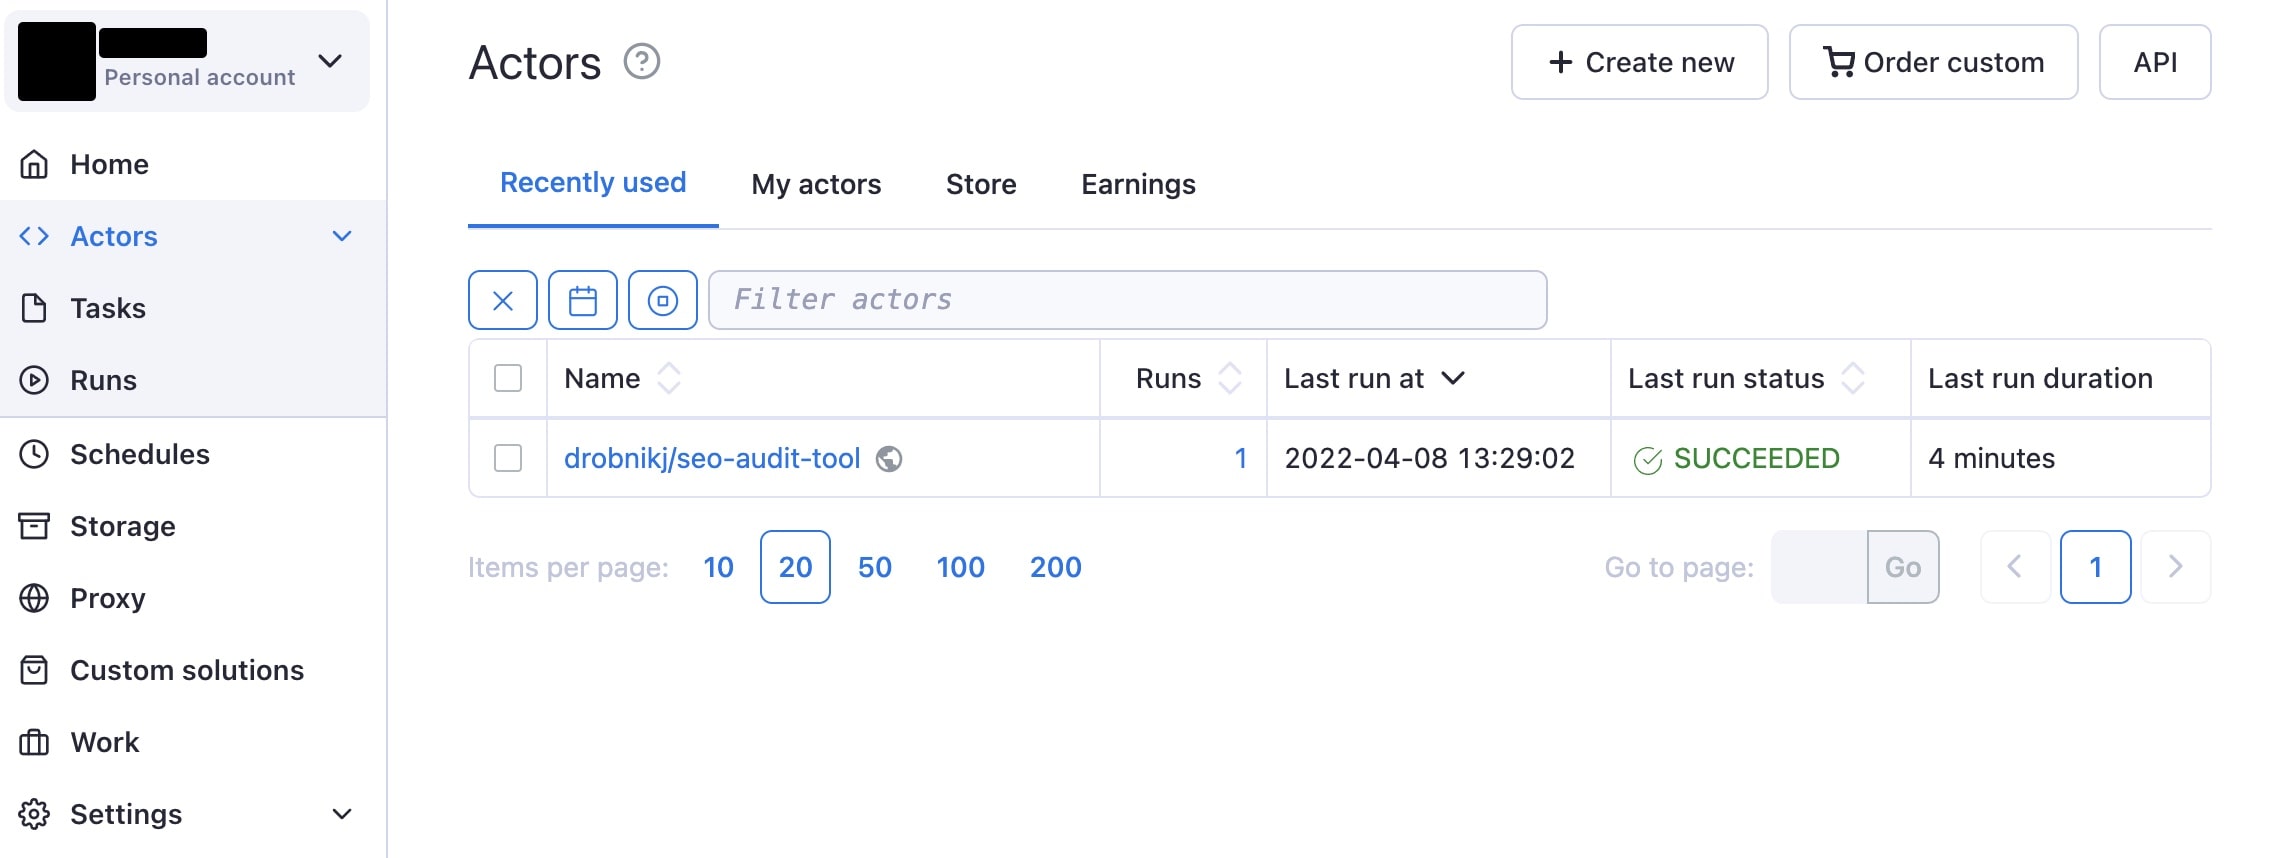 Personal account
Home
Actors
Tasks
Runs
Schedules
Storage
Proxy
Custom solutions
Work
Settings
Actors ?
+ Create new
Order custom
API
Recently used My actors Store Earnings
Filter actors
Name Runs Last run at Last run status Last run duration
drobnikj/seo-audit-tool 1 2022-04-08 13:29:02 SUCCEEDED 4 minutes
Items per page: 10 20 50 100 200
Go to page: Go 1